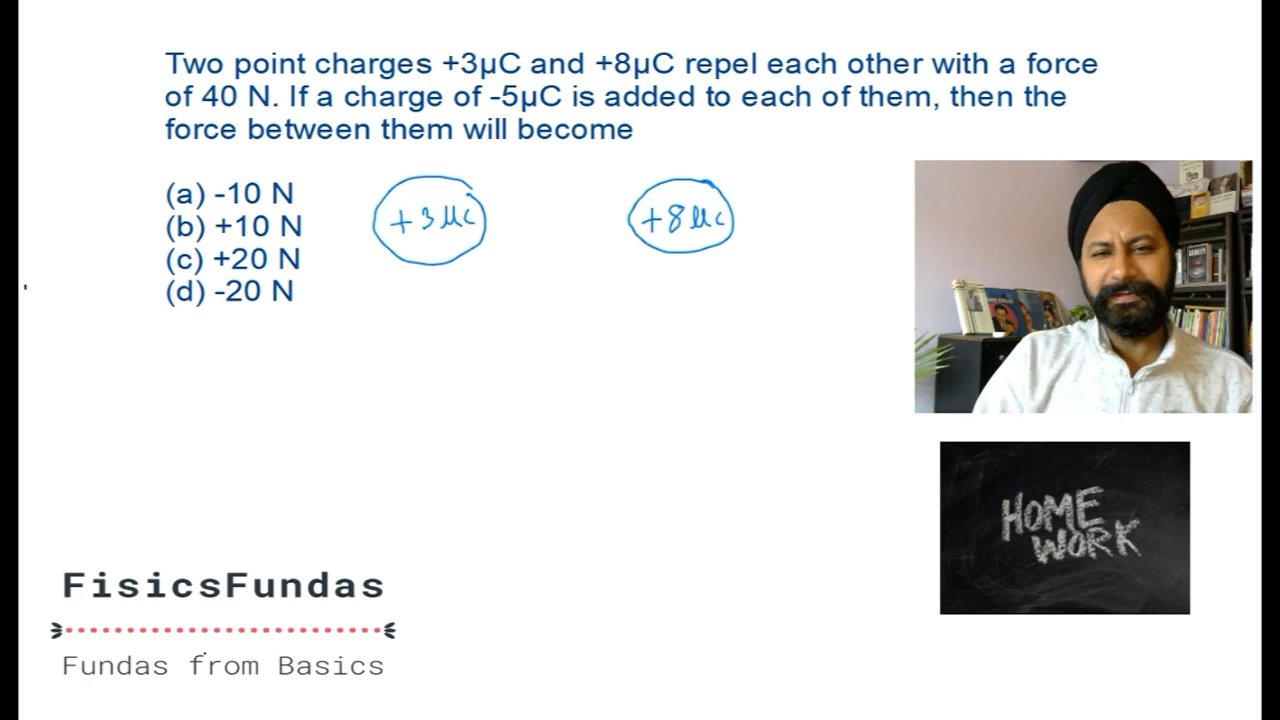 Two point charges +3µC and +8µC repel each other with a force
of 40 N. If a charge of -5µC is added to each of them, then the
force between them will become
(a) -10 N
(b) +10 N
(c) +20 N
(d) -20 N
+3µc
+8µc
HOME
WORK
FisicsFundas
Fundas from Basics